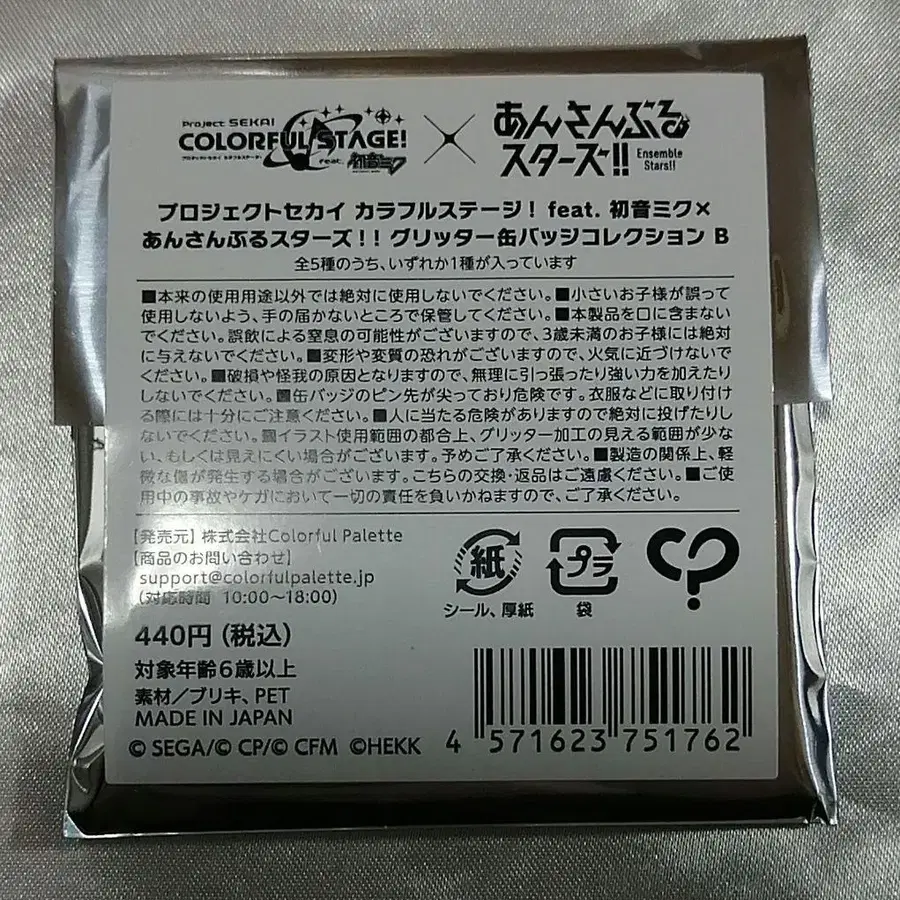 Project SEKAI
COLORFUL STAGE!
プロジェクトセカイ カラフルステージ!
feat. 初音ミク
×
あんさんぶる
スターズ!!
Ensemble
Stars!!
プロジェクトセカイ カラフルステージ! feat. 初音ミク×
あんさんぶるスターズ!! グリッター缶バッジコレクション B
全5種のうち、いずれか1種が入っています
■本来の使用用途以外では絶対に使用しないでください。■小さいお子様が誤って
使用しないよう、手の届かないところで保管してください。■本製品を口に含まない
でください。誤飲による窒息の可能性がございますので、3歳未満のお子様には絶対
に与えないでください。■変形や変質の恐れがございますので、火気に近づけないで
ください。■破損や怪我の原因となりますので、無理に引っ張ったり強い力を加えたり
しないでください。■缶バッジのピン先が尖っており危険です。衣服などに取り付け
る際には十分にご注意ください。■人に当たる危険がありますので絶対に投げたりし
ないでください。■イラスト使用範囲の都合上、グリッター加工の見える範囲が少な
い、もしくは見えにくい場合がございます。予めご了承ください。■製造の関係上、軽
微な傷が発生する場合がございます。こちらの交換・返品はご遠慮ください。■ご使
用中の事故やケガにおいて一切の責任を負いかねますので、ご了承ください。
[発売元] 株式会社Colorful Palette
[商品のお問い合わせ]
support@colorfulpalette.jp
(対応時間 10:00~18:00)
紙
シール、厚紙
プラ
袋
440円(税込)
対象年齢6歳以上
素材/ブリキ、PET
MADE IN JAPAN
© SEGA/© CP/© CFM ©HEKK
4 571623 751762